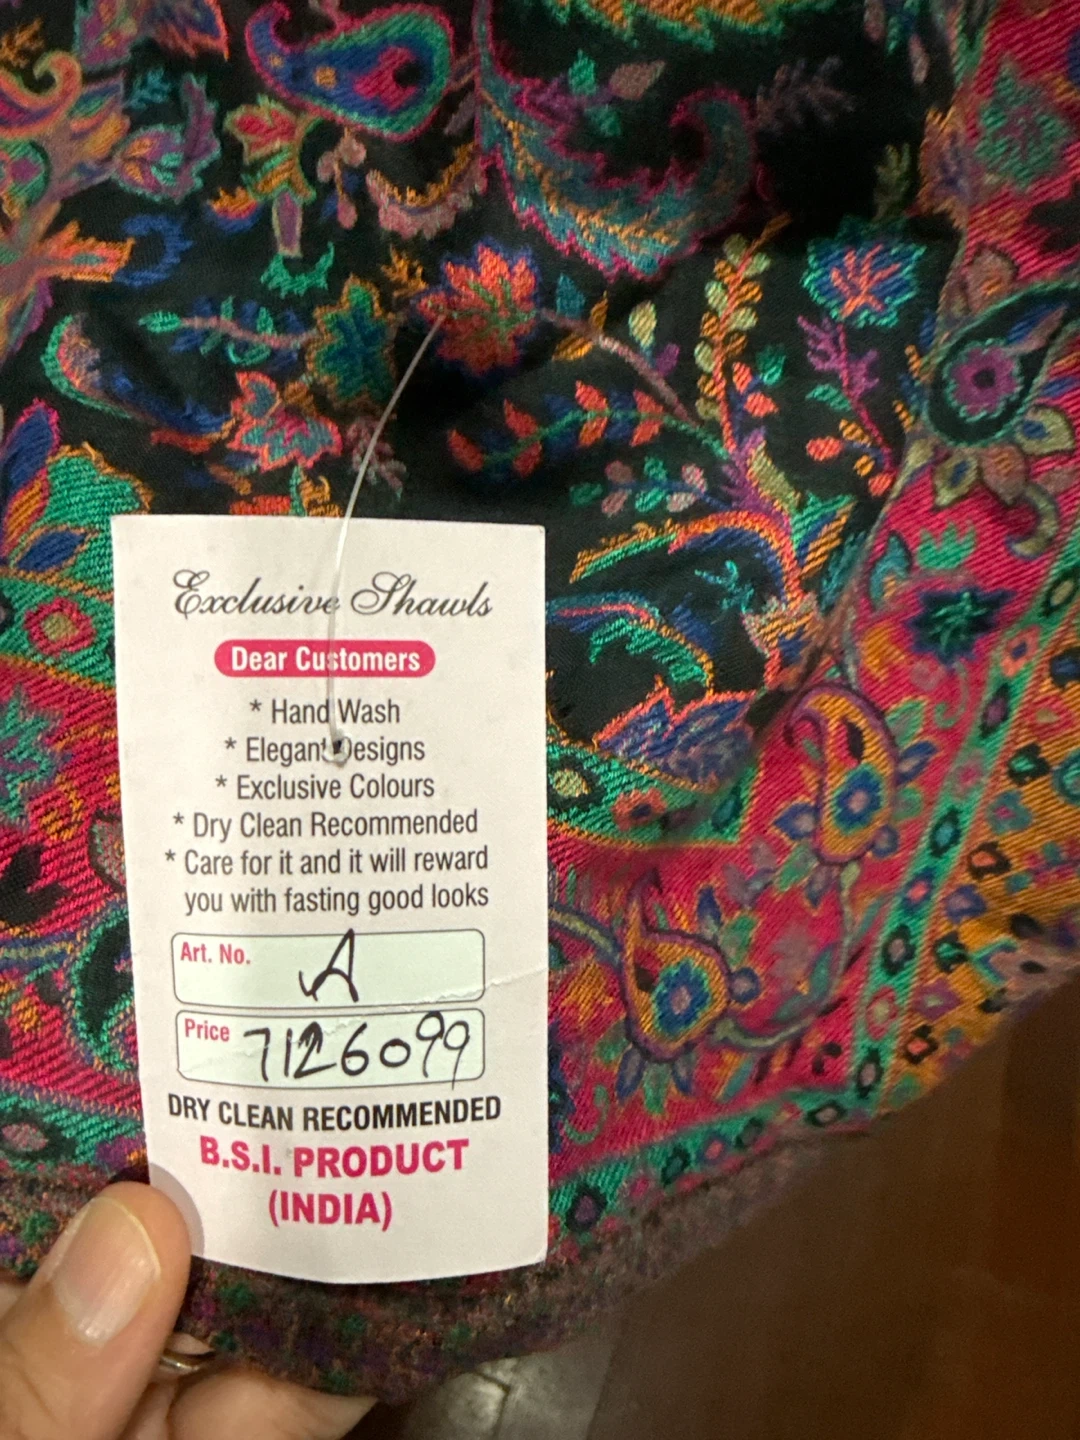 Exclusive Shawls
Dear Customers
* Hand Wash
* Elegant Designs
* Exclusive Colours
* Dry Clean Recommended
* Care for it and it will reward
you with fasting good looks
Art. No. A
Price 7126099
DRY CLEAN RECOMMENDED
B.S.I. PRODUCT
(INDIA)